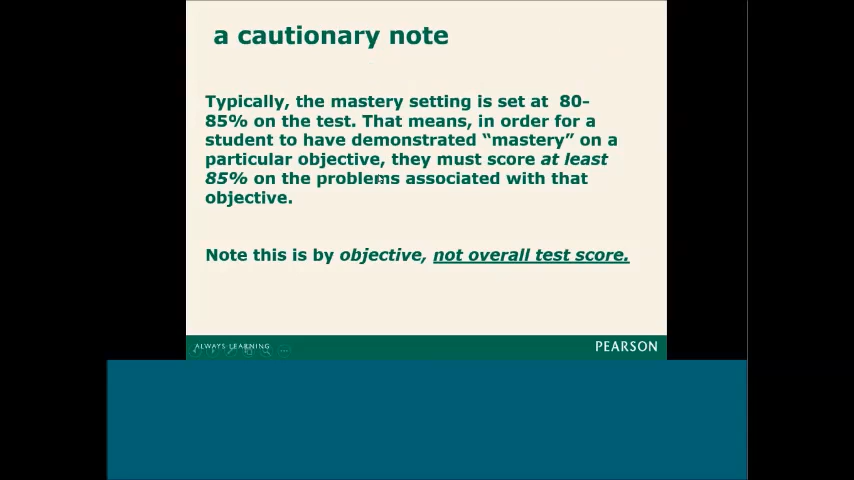 a cautionary note
Typically, the mastery setting is set at 80-
85% on the test. That means, in order for a
student to have demonstrated “mastery” on a
particular objective, they must score at least
85% on the problems associated with that
objective.
Note this is by objective, not overall test score.
ALWAYS LEARNING
PEARSON